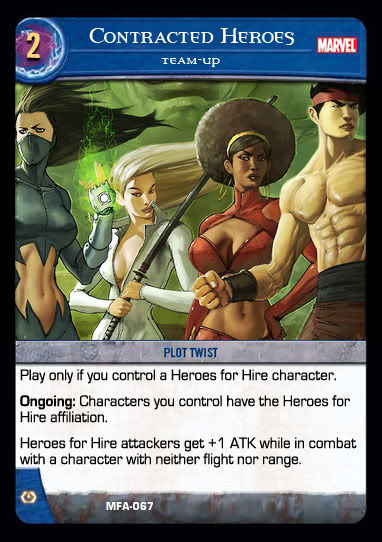 2
CONTRACTED HEROES
MARVEL
TEAM-UP
PLOT TWIST
Play only if you control a Heroes for Hire character.
Ongoing: Characters you control have the Heroes for
Hire affiliation.
Heroes for Hire attackers get +1 ATK while in combat
with a character with neither flight nor range.
MFA-067